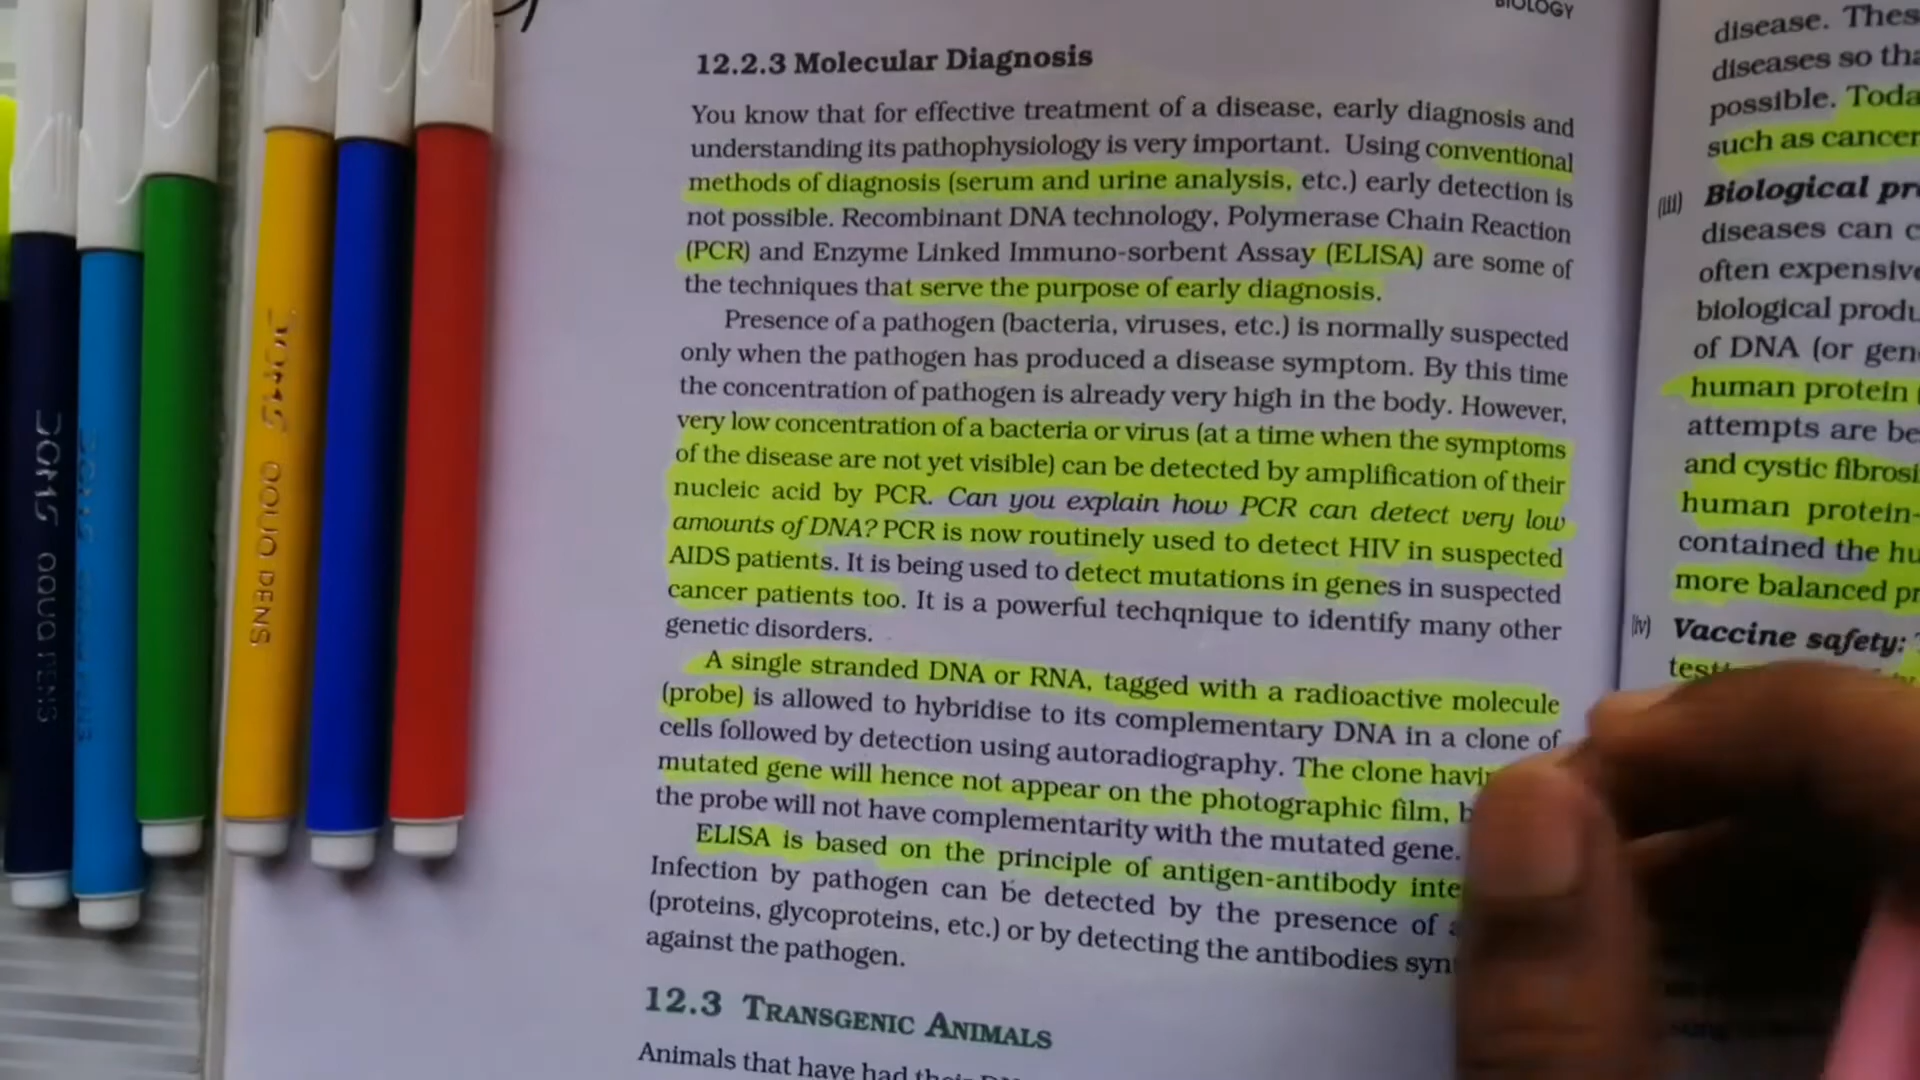 BIOLOGY
12.2.3 Molecular Diagnosis
You know that for effective treatment of a disease, early diagnosis and
understanding its pathophysiology is very important. Using conventional
methods of diagnosis (serum and urine analysis, etc.) early detection is
not possible. Recombinant DNA technology, Polymerase Chain Reaction
(PCR) and Enzyme Linked Immuno-sorbent Assay (ELISA) are some of
the techniques that serve the purpose of early diagnosis.
Presence of a pathogen (bacteria, viruses, etc.) is normally suspected
only when the pathogen has produced a disease symptom. By this time
the concentration of pathogen is already very high in the body. However,
very low concentration of a bacteria or virus (at a time when the symptoms
of the disease are not yet visible) can be detected by amplification of their
nucleic acid by PCR. Can you explain how PCR can detect very low
amounts of DNA? PCR is now routinely used to detect HIV in suspected
AIDS patients. It is being used to detect mutations in genes in suspected
cancer patients too. It is a powerful techqnique to identify many other
genetic disorders.
A single stranded DNA or RNA, tagged with a radioactive molecule
(probe) is allowed to hybridise to its complementary DNA in a clone of
cells followed by detection using autoradiography. The clone havi
mutated gene will hence not appear on the photographic film, b
the probe will not have complementarity with the mutated gene.
ELISA is based on the principle of antigen-antibody inte
Infection by pathogen can be detected by the presence of
(proteins, glycoproteins, etc.) or by detecting the antibodies syn
against the pathogen.
12.3 TRANSGENIC ANIMALS
Animals that have had their
disease. Thes
diseases so tha
possible. Toda
such as cancer
(iii) Biological pr
diseases can c
often expensive
biological produ
of DNA (or gen
human protein (
attempts are be
and cystic fibrosi
human protein-
contained the hu
more balanced pr
(iv) Vaccine safety:
test
DOMS AQUA PENS
DOMS AQUA PENS
DOMS AQUA PENS